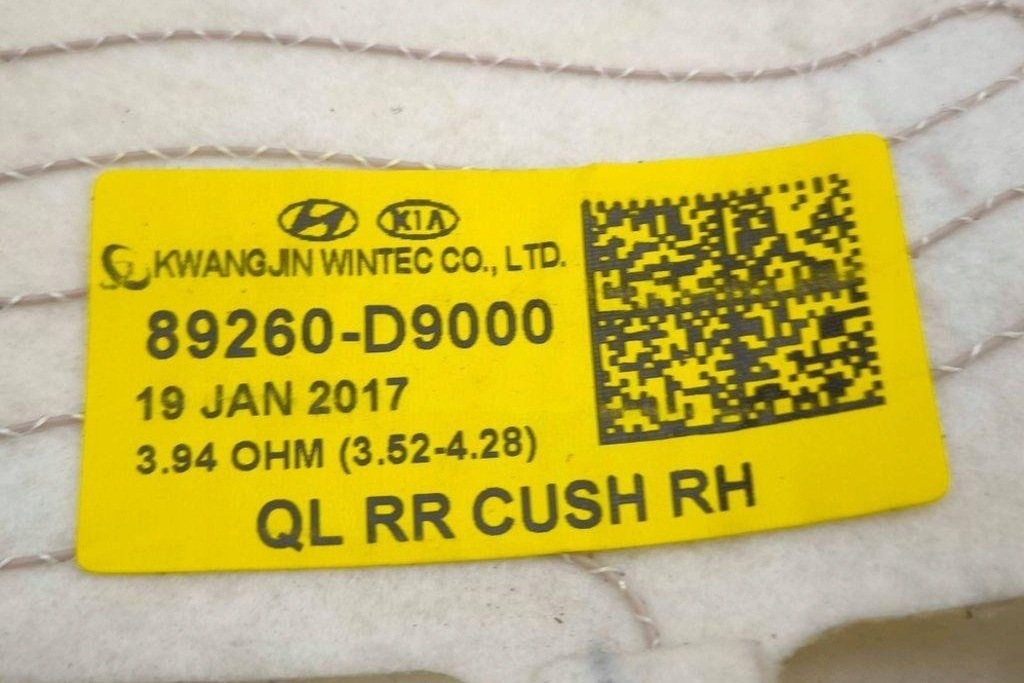 KIA
KWANGJIN WINTEC CO., LTD.
89260-D9000
19 JAN 2017
3.94 OHM (3.52-4.28)
QL RR CUSH RH